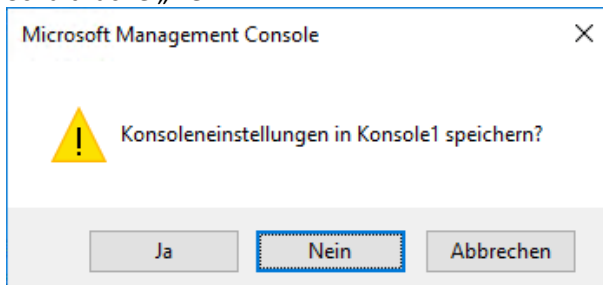 Microsoft Management Console
Konsoleneinstellungen in Konsole1 speichern?
Ja
Nein
Abbrechen